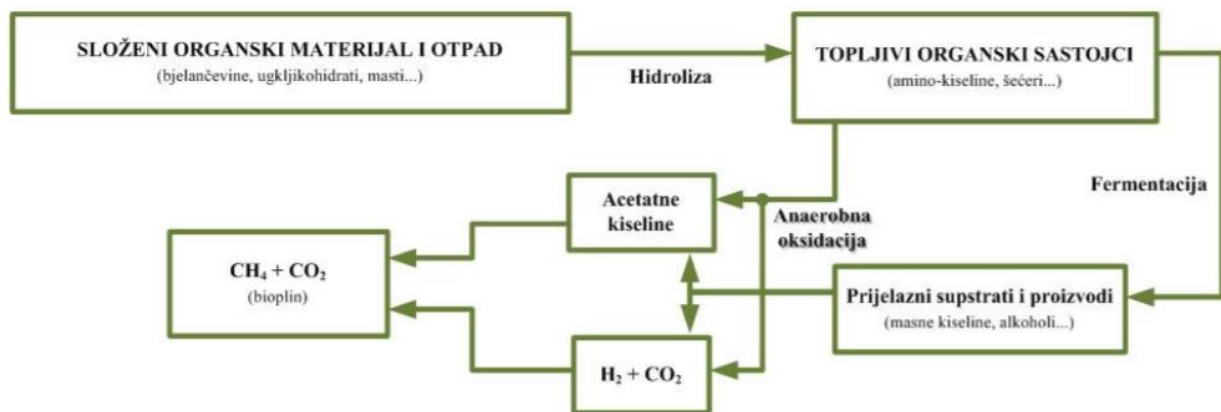 SLOŽENI ORGANSKI MATERIJAL I OTPAD
(bjelančevine, ugkljikohidrati, masti...)
Hidroliza
TOPLJIVI ORGANSKI SASTOJCI
(amino-kiseline, šećeri...)
Fermentacija
Acetatne
kiseline
Anaerobna
oksidacija
CH₄ + CO₂
(bioplin)
Prijelazni supstrati i proizvodi
(masne kiseline, alkoholi...)
H₂ + CO₂